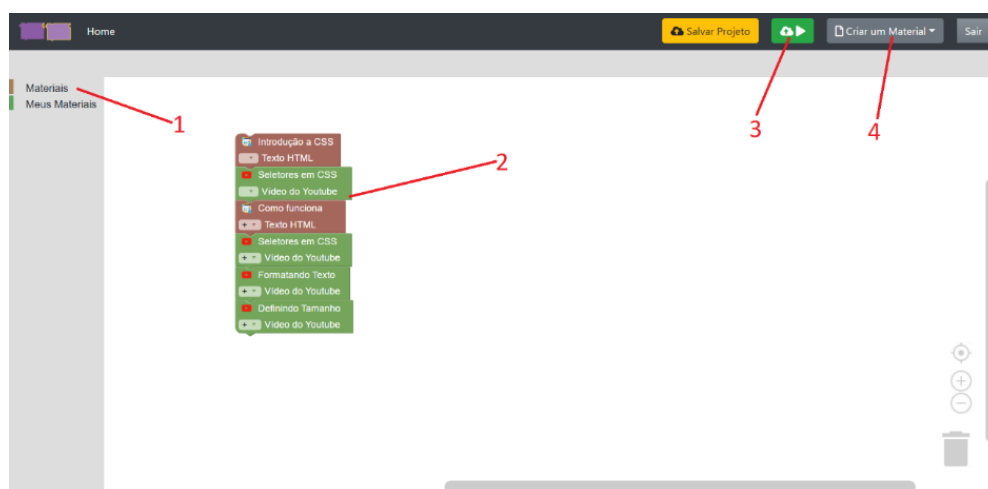 Home
Salvar Projeto
Criar um Material
Sair
Materiais
Meus Materiais
1
2
3
4
Introdução a CSS
Texto HTML
Seletores em CSS
Vídeo do Youtube
Como funciona
+ Texto HTML
Seletores em CSS
+ Vídeo do Youtube
Formatando Texto
+ Vídeo do Youtube
Definindo Tamanho
+ Vídeo do Youtube